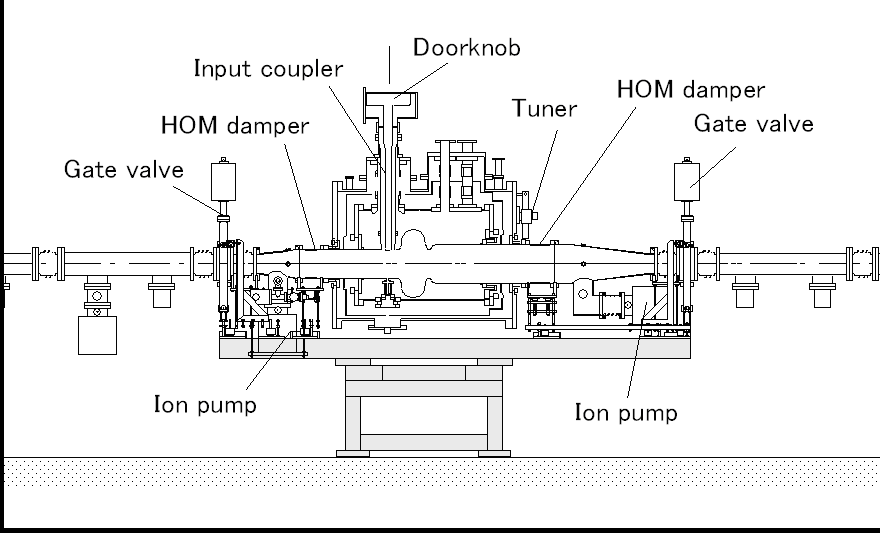 Doorknob
Input coupler
HOM damper
Tuner
HOM damper
Gate valve
Gate valve
Ion pump
Ion pump